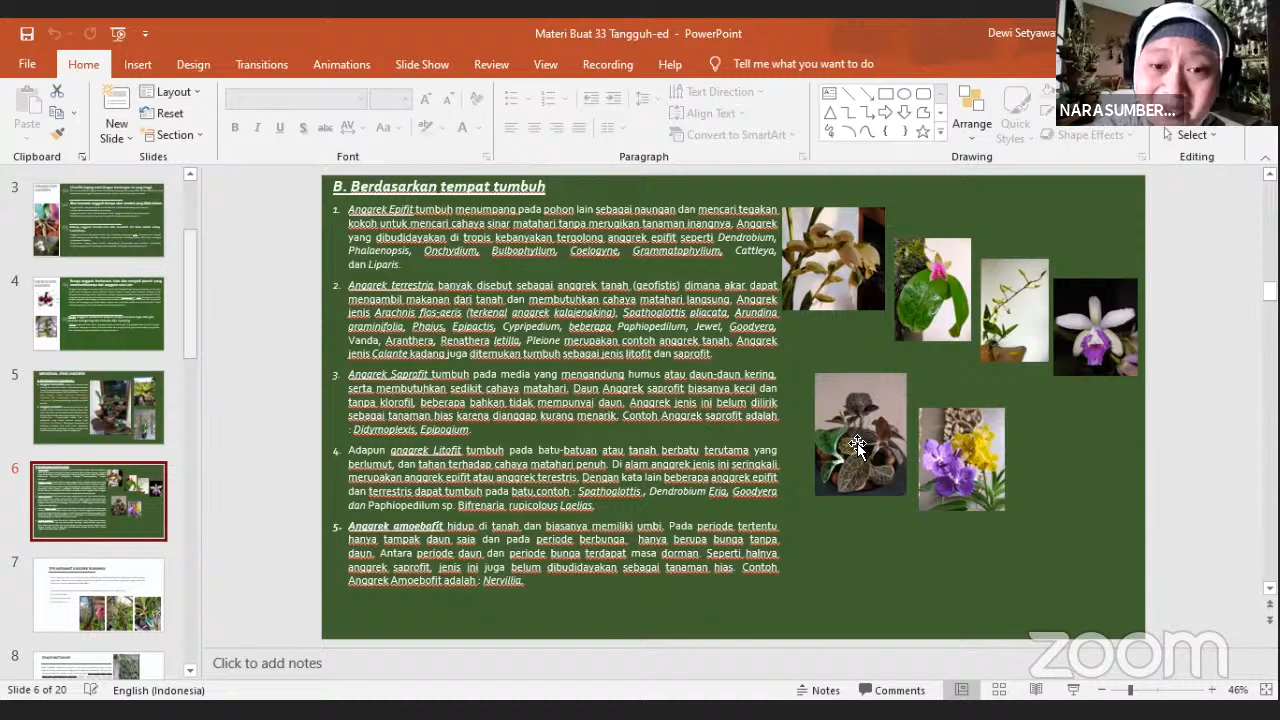 Materi Buat 33 Tangguh-ed - PowerPoint
Dewi Setyawa
File Home Insert Design Transitions Animations Slide Show Review View Recording Help Tell me what you want to do
NARASUMBER...
Paste
New Slide
Layout
Reset
Section
B I U S abc AV Aa
Text Direction
Align Text
Convert to SmartArt
Arrange
Quick Styles
Shape Effects
Select
Clipboard Slides Font Paragraph Drawing Editing
3
4
5
6
7
8
B. Berdasarkan tempat tumbuh
1. Anggrek Epifit tumbuh menumpang pada pohon lain sebagai naungan dan mencari tegakan
kokoh untuk mencari cahaya sinar matahari tanpa merugikan tanaman inangnya. Anggrek
yang dibudidayakan di tropis kebanyakan tergolong anggrek epifit seperti Dendrobium,
Phalaenopsis, Onchydium, Bulbophyllum, Coelogyne, Grammatophylum, Cattleya,
dan Liparis.
2. Anggrek terrestria banyak disebut sebagai anggrek tanah (geofistis) dimana akar dapat
mengambil makanan dari tanah dan membutuhkan cahaya matahari langsung. Anggrek
jenis Arachnis flos-aeris (terkenal anggrek kalajengking), Spathoglottis plicata, Arundina
graminifolia, Phaius, Epipactis, Cypripedium, beberapa Paphiopedilum, Jewel, Goodyero,
Vanda, Aranthera, Renathera letilla, Pleione merupakan contoh anggrek tanah. Anggrek
jenis Calante kadang juga ditemukan tumbuh sebagai jenis litofit dan saprofit.
3. Anggrek Saprofit tumbuh pada media yang mengandung humus atau daun-daun kering,
serta membutuhkan sedikit cahaya matahari. Daun Anggrek saprofit biasanya kecil dan
tanpa klorofil, beberapa bahkan tidak mempunyai daun. Anggrek jenis ini belum dilirik
sebagai tanaman hias karena dianggap kurang menarik. Contoh Anggrek saprofit adalah
: Didymoplexis, Epipogium.
4. Adapun anggrek Litofit tumbuh pada batu-batuan atau tanah berbatu terutama yang
berlumut, dan tahan terhadap cahaya matahari penuh. Di alam anggrek jenis ini seringkali
merupakan anggrek epifit atau anggrek terestris. Dengan kata lain beberapa anggrek epifit
dan terrestris dapat tumbuh pada batu,contoh : Spathoglottis , Dendrobium Eria, Goodyera
dan Paphiopedilum sp. Bifrenaria, rupicolous Laelias.
5. Anggrek amoebofit hidup di tanah dan biasanya memiliki umbi. Pada periode tertentu
hanya tampak daun saja dan pada periode berbunga hanya berupa bunga tanpa
daun. Antara periode daun dan periode bunga terdapat masa dorman. Seperti halnya
anggrek saprofit, jenis ini juga belum dibudidayakan sebagai tanaman hias. Contoh
Anggrek Amoebofit adalah : Nervilia.
zoom
Click to add notes
Slide 6 of 20 English (Indonesia) Notes Comments 46%